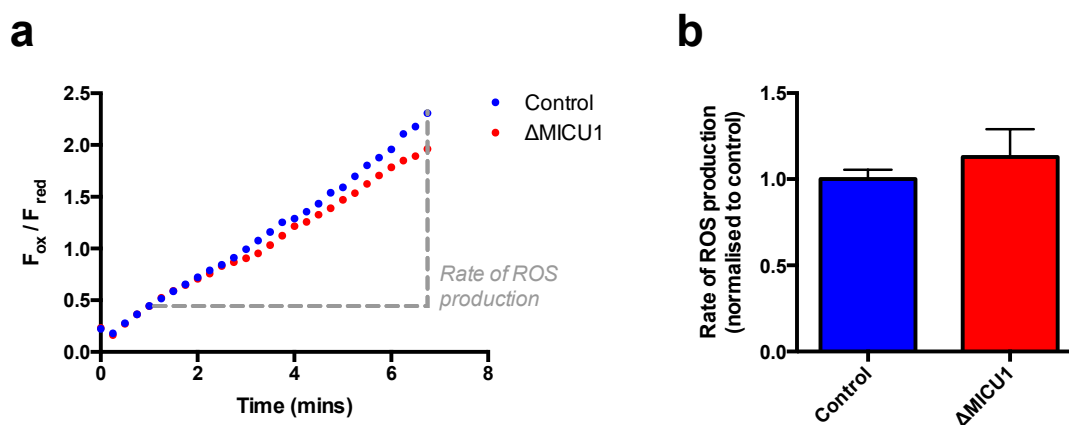 a
F_ox / F_red
2.5
2.0
1.5
1.0
0.5
0.0
0 2 4 6 8
Time (mins)
Control
ΔMICU1
Rate of ROS
production
b
Rate of ROS production
(normalised to control)
1.5
1.0
0.5
0.0
Control
ΔMICU1